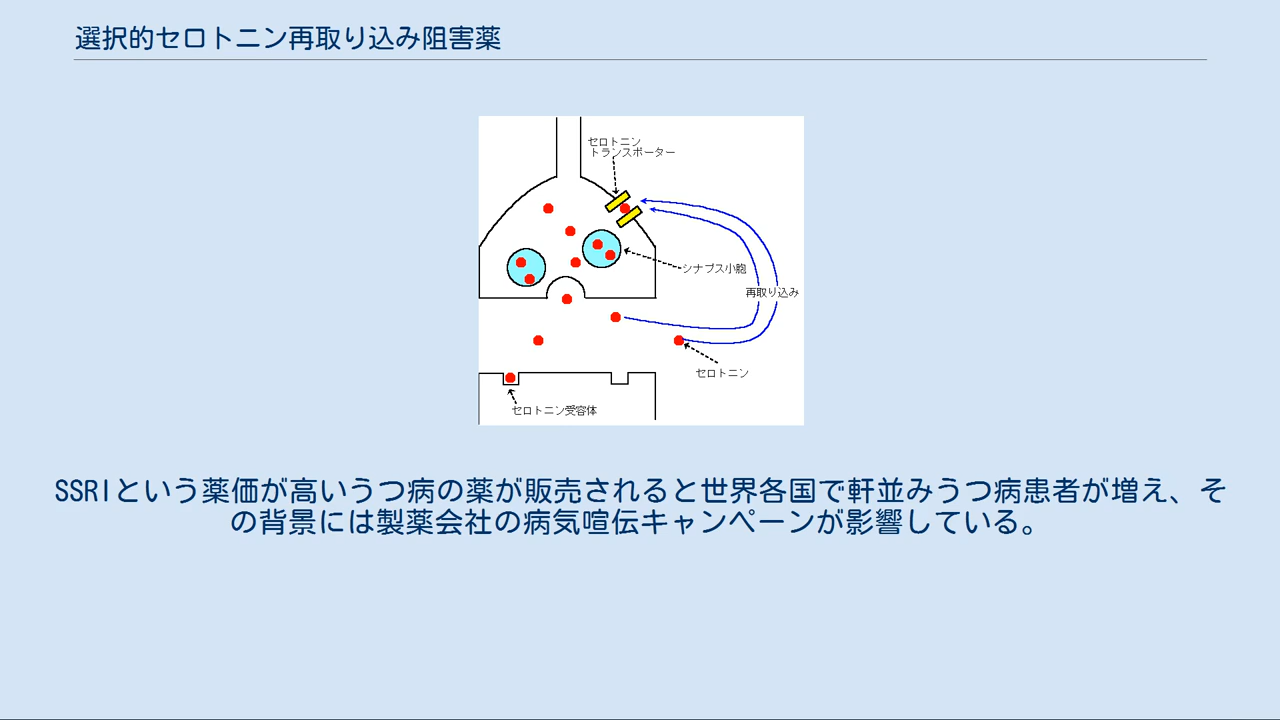 選択的セロトニン再取り込み阻害薬
セロトニン
トランスポーター
シナプス小胞
再取り込み
セロトニン
セロトニン受容体
SSRIという薬価が高いうつ病の薬が販売されると世界各国で軒並みうつ病患者が増え、そ
の背景には製薬会社の病気喧伝キャンペーンが影響している。